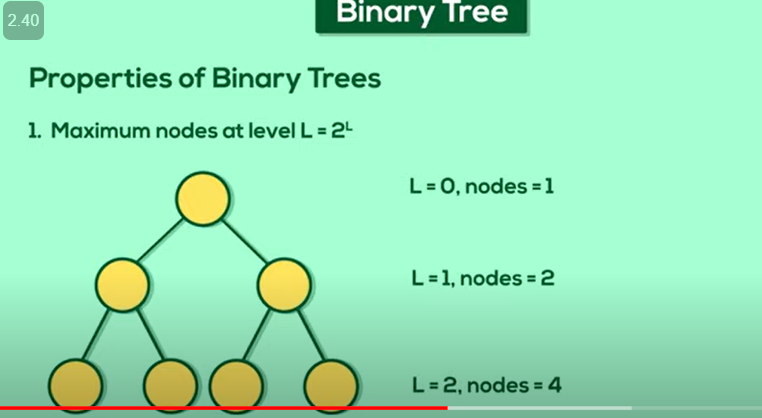 2.40
Binary Tree
Properties of Binary Trees
1. Maximum nodes at level L = 2ᴸ
L = 0, nodes = 1
L = 1, nodes = 2
L = 2, nodes = 4